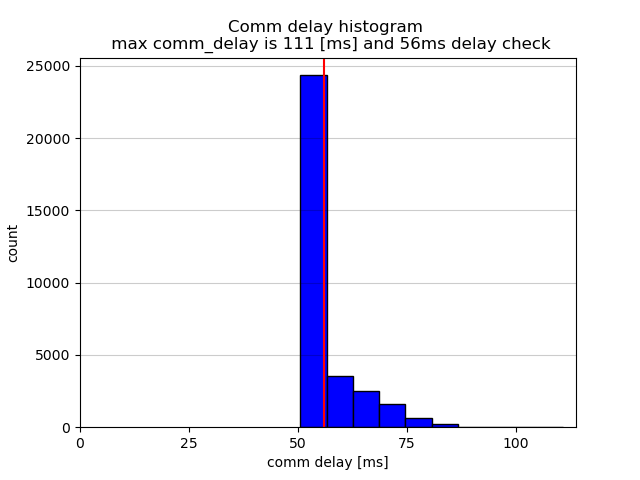 Comm delay histogram
max comm_delay is 111 [ms] and 56ms delay check
25000
20000
15000
10000
5000
0
count
0 25 50 75 100
comm delay [ms]